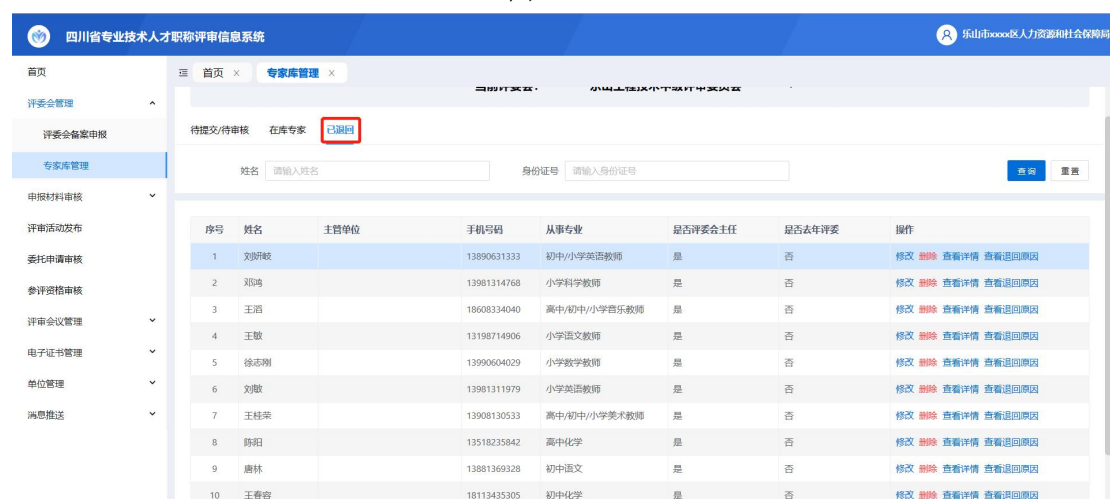 四川省专业技术人才职称评审信息系统
乐山市xxxx区人力资源和社会保障局
首页
首页 × 专家库管理 ×
评委会管理
评委会备案申报
专家库管理
申报材料审核
评审活动发布
委托申请审核
参评资格审核
评审会议管理
电子证书管理
单位管理
消息推送
当前评委会： 乐山工程技术中级评审委员会
待提交/待审核 在库专家 已退回
姓名 请输入姓名 身份证号 请输入身份证号 查询 重置
序号 姓名 主管单位 手机号码 从事专业 是否评委会主任 是否去年评委 操作
1 刘妍岐 13890631333 初中/小学英语教师 是 否 修改 删除 查看详情 查看退回原因
2 邓鸿 13981314768 小学科学教师 是 否 修改 删除 查看详情 查看退回原因
3 王滔 18608334040 高中/初中/小学音乐教师 是 否 修改 删除 查看详情 查看退回原因
4 王敏 13198714906 小学语文教师 是 否 修改 删除 查看详情 查看退回原因
5 徐志刚 13990604029 小学数学教师 是 否 修改 删除 查看详情 查看退回原因
6 刘敏 13981311979 小学英语教师 是 否 修改 删除 查看详情 查看退回原因
7 王桂荣 13908130533 高中/初中/小学美术教师 是 否 修改 删除 查看详情 查看退回原因
8 陈阳 13518235842 高中化学 是 否 修改 删除 查看详情 查看退回原因
9 唐林 13881369328 初中语文 是 否 修改 删除 查看详情 查看退回原因
10 王春容 18113435305 初中化学 是 否 修改 删除 查看详情 查看退回原因